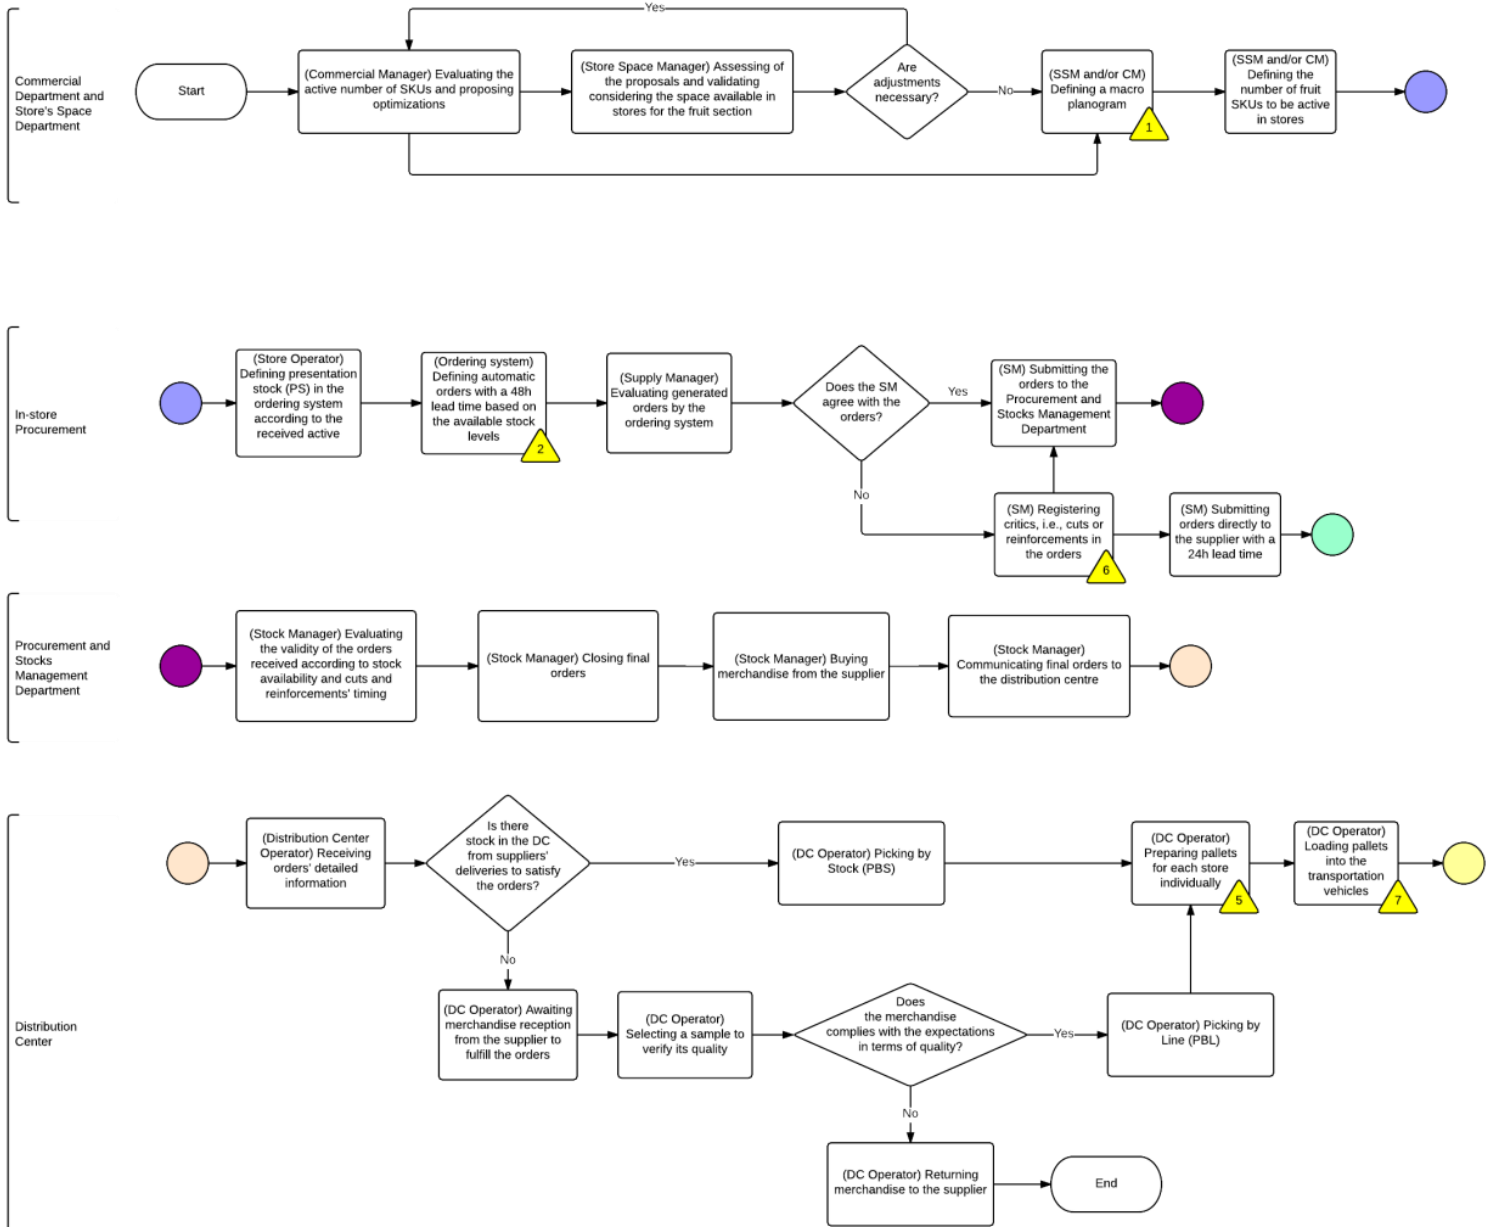 Yes
Commercial
Department and
Store's Space
Department
Start
(Commercial Manager) Evaluating the
active number of SKUs and proposing
optimizations
(Store Space Manager) Assessing of
the proposals and validating
considering the space available in
stores for the fruit section
Are
adjustments
necessary?
No
(SSM and/or CM)
Defining a macro
planogram
1
(SSM and/or CM)
Defining the
number of fruit
SKUs to be active
in stores
In-store
Procurement
(Store Operator)
Defining presentation
stock (PS) in the
ordering system
according to the
received active
(Ordering system)
Defining automatic
orders with a 48h
lead time based on
the available stock
levels
2
(Supply Manager)
Evaluating generated
orders by the
ordering system
Does the SM
agree with the
orders?
Yes
(SM) Submitting the
orders to the
Procurement and
Stocks Management
Department
No
(SM) Registering
critics, i.e., cuts or
reinforcements in
the orders
6
(SM) Submitting
orders directly to
the supplier with a
24h lead time
Procurement and
Stocks
Management
Department
(Stock Manager) Evaluating
the validity of the orders
received according to stock
availability and cuts and
reinforcements' timing
(Stock Manager) Closing final
orders
(Stock Manager) Buying
merchandise from the supplier
(Stock Manager)
Communicating final orders to
the distribution centre
Distribution
Center
(Distribution Center
Operator) Receiving
orders' detailed
information
Is there
stock in the DC
from suppliers'
deliveries to satisfy
the orders?
Yes
(DC Operator) Picking by
Stock (PBS)
(DC Operator)
Preparing pallets
for each store
individually
5
(DC Operator)
Loading pallets
into the
transportation
vehicles
7
No
(DC Operator) Awaiting
merchandise reception
from the supplier to
fulfill the orders
(DC Operator)
Selecting a sample to
verify its quality
Does
the merchandise
complies with the expectations
in terms of quality?
Yes
(DC Operator) Picking by
Line (PBL)
No
(DC Operator) Returning
merchandise to the supplier
End